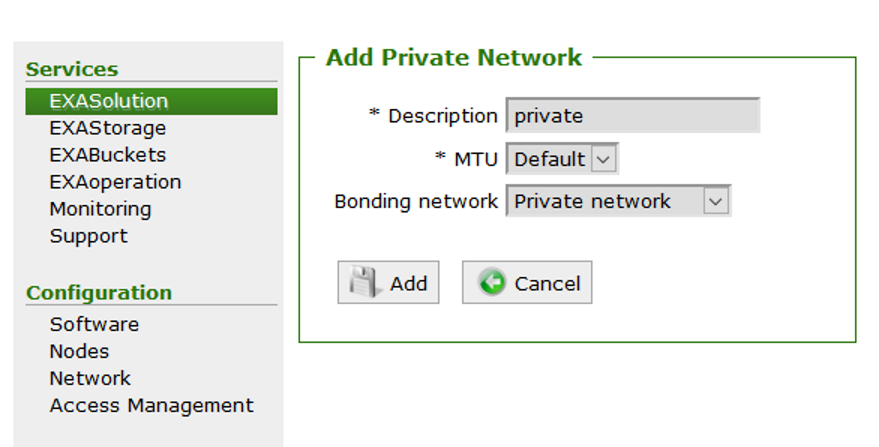 Services
EXASolution
EXAStorage
EXABuckets
EXAoperation
Monitoring
Support
Configuration
Software
Nodes
Network
Access Management
Add Private Network
* Description private
* MTU Default
Bonding network Private network
Add Cancel